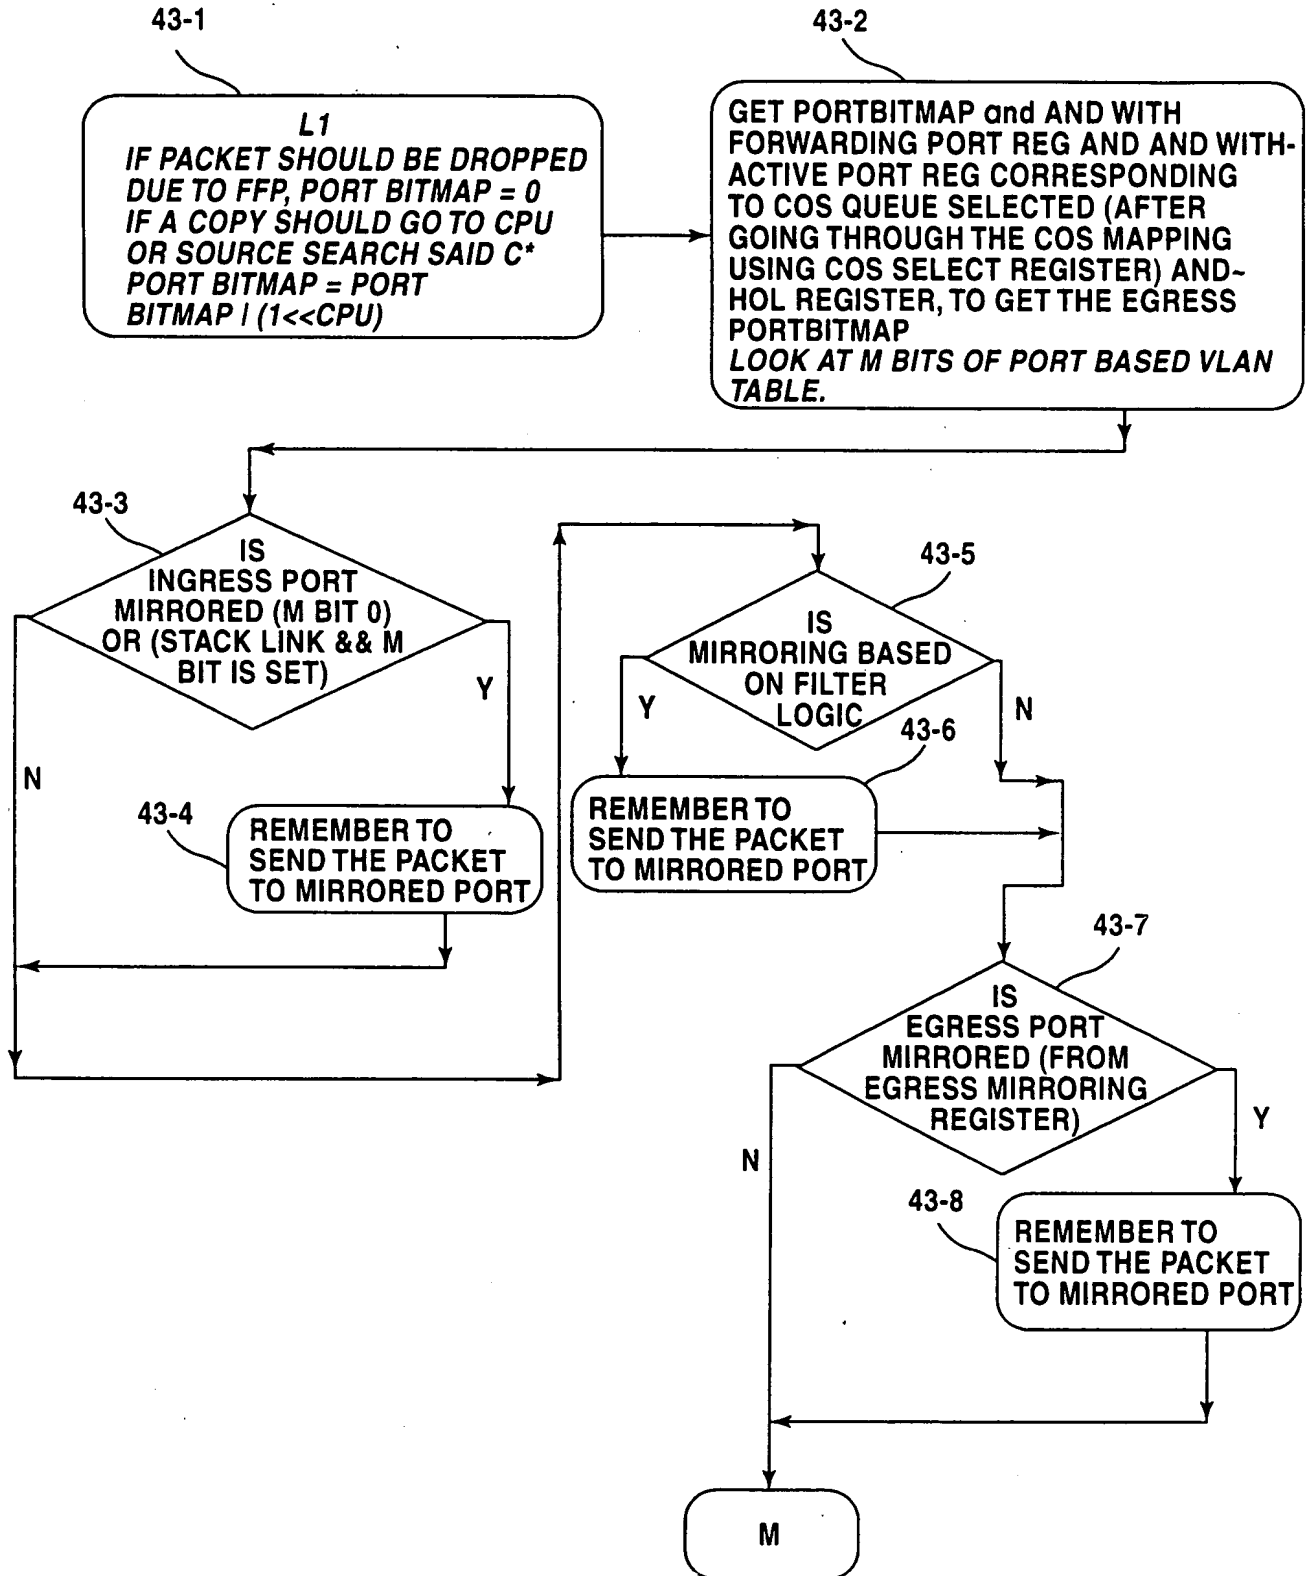 43-1
L1
IF PACKET SHOULD BE DROPPED
DUE TO FFP, PORT BITMAP = 0
IF A COPY SHOULD GO TO CPU
OR SOURCE SEARCH SAID C*
PORT BITMAP = PORT
BITMAP | (1<<CPU)
43-2
GET PORTBITMAP and AND WITH
FORWARDING PORT REG AND AND WITH-
ACTIVE PORT REG CORRESPONDING
TO COS QUEUE SELECTED (AFTER
GOING THROUGH THE COS MAPPING
USING COS SELECT REGISTER) AND~
HOL REGISTER, TO GET THE EGRESS
PORTBITMAP
LOOK AT M BITS OF PORT BASED VLAN
TABLE.
43-3
IS
INGRESS PORT
MIRRORED (M BIT 0)
OR (STACK LINK && M
BIT IS SET)
Y
N
43-4
REMEMBER TO
SEND THE PACKET
TO MIRRORED PORT
43-5
IS
MIRRORING BASED
ON FILTER
LOGIC
Y
N
43-6
REMEMBER TO
SEND THE PACKET
TO MIRRORED PORT
43-7
IS
EGRESS PORT
MIRRORED (FROM
EGRESS MIRRORING
REGISTER)
Y
N
43-8
REMEMBER TO
SEND THE PACKET
TO MIRRORED PORT
M